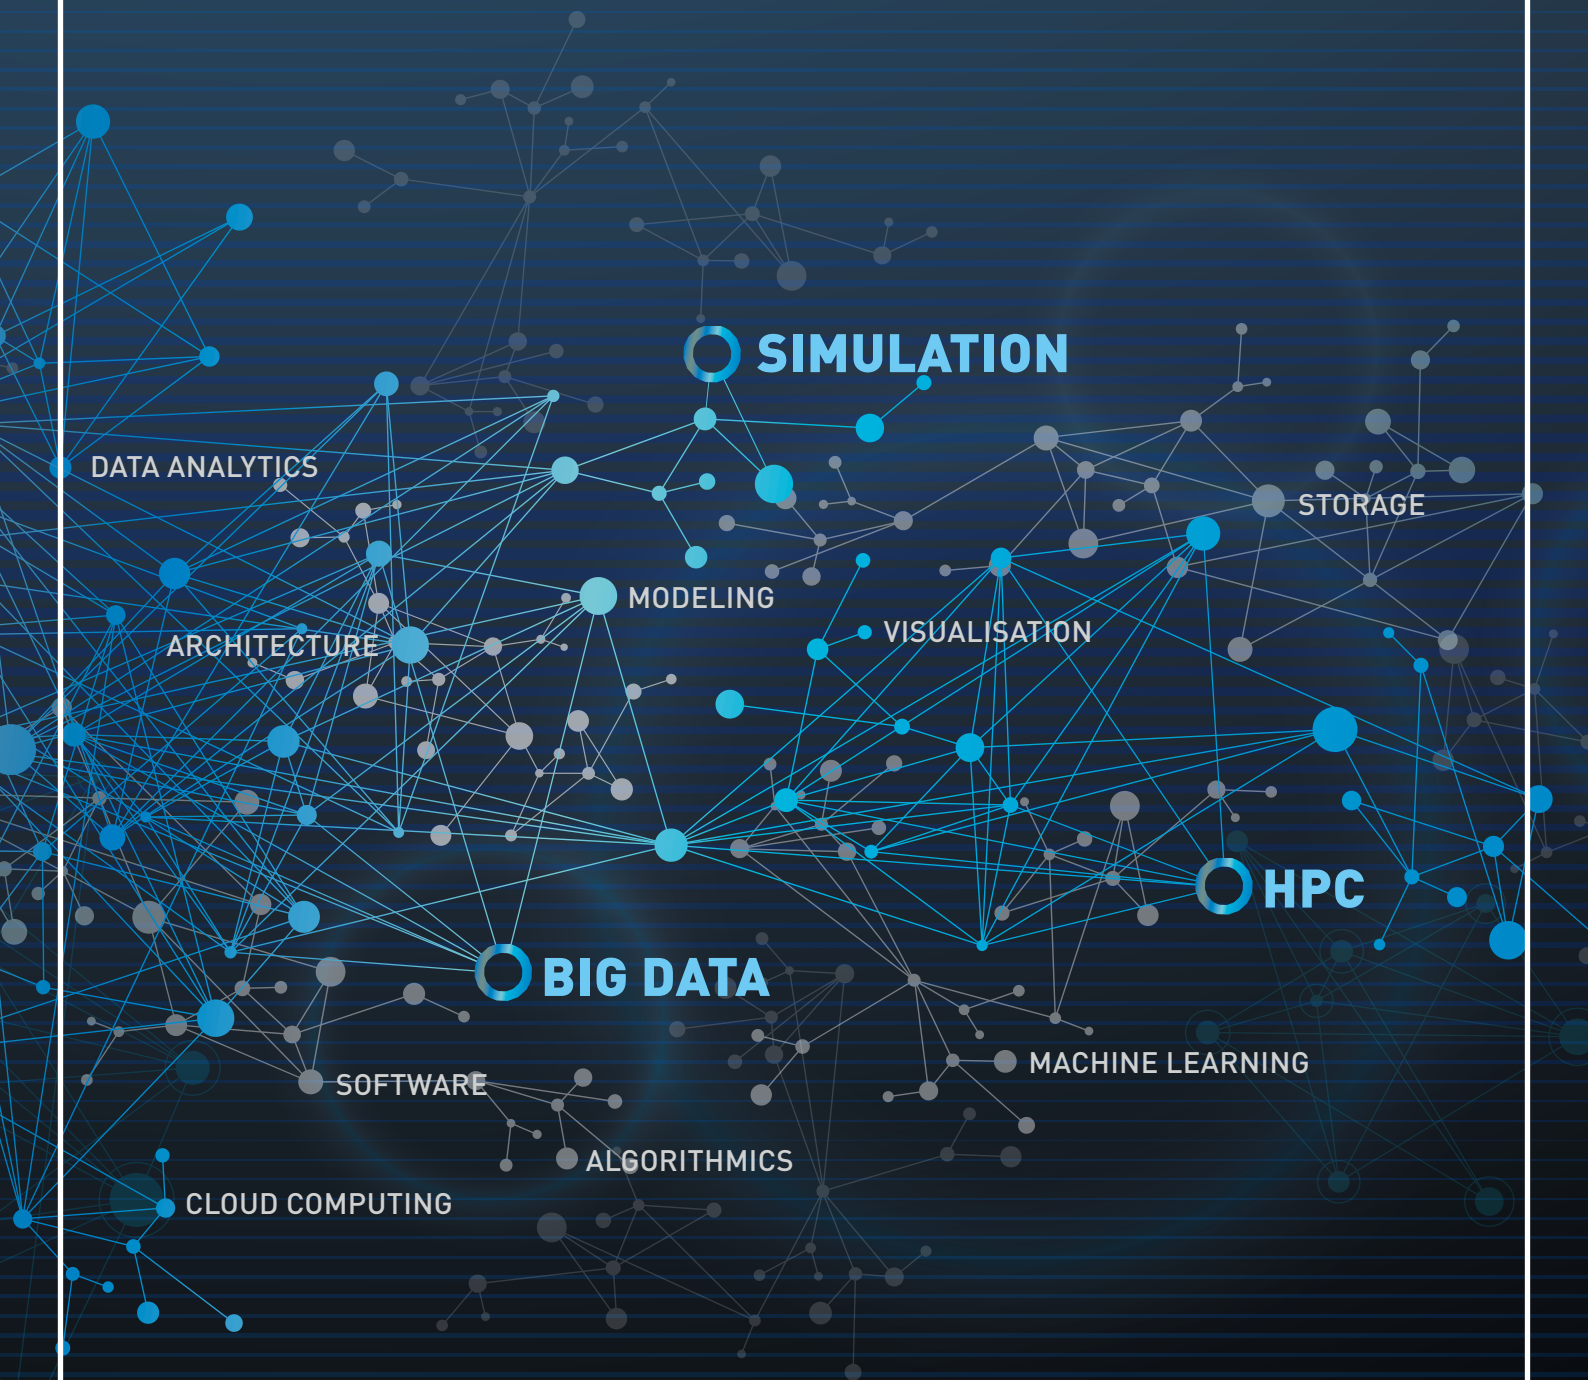 SIMULATION
DATA ANALYTICS
STORAGE
MODELING
VISUALISATION
ARCHITECTURE
HPC
BIG DATA
MACHINE LEARNING
SOFTWARE
ALGORITHMICS
CLOUD COMPUTING